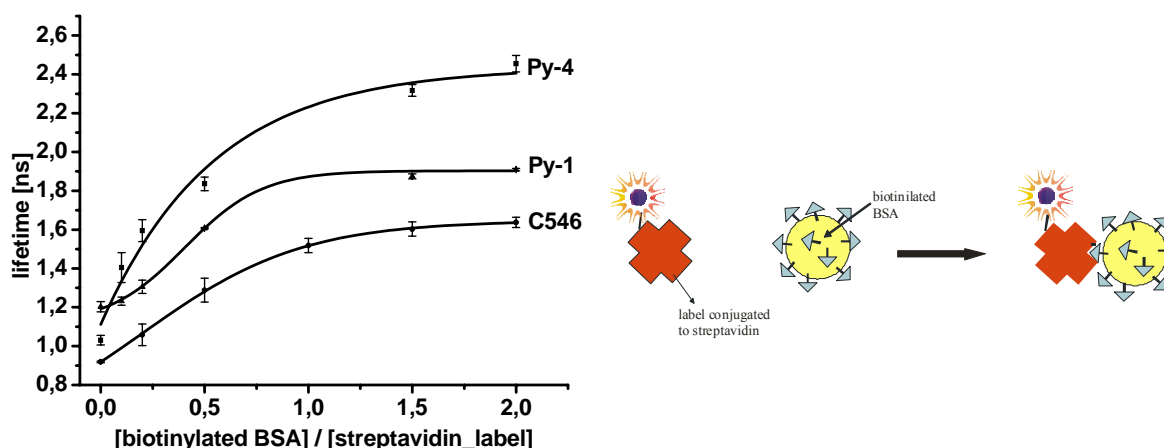 lifetime [ns]
2,6
2,4
2,2
2,0
1,8
1,6
1,4
1,2
1,0
0,8
Py-4
Py-1
C546
0,0
0,5
1,0
1,5
2,0
[biotinylated BSA] / [streptavidin_label]
biotinilated
BSA
label conjugated
to streptavidin